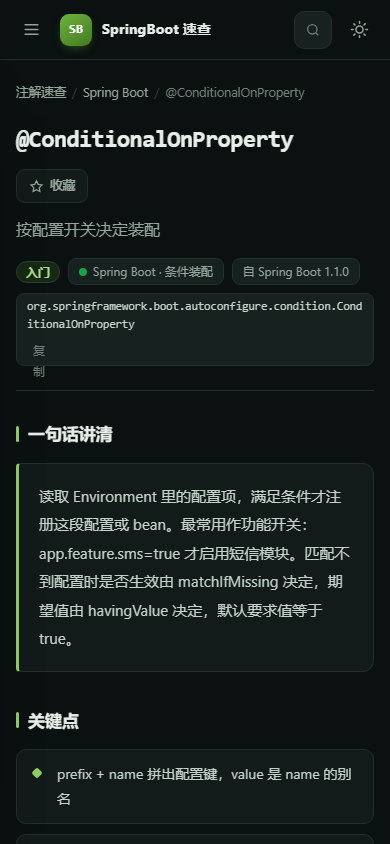 SB SpringBoot 速查
注解速查 / Spring Boot / @ConditionalOnProperty
@ConditionalOnProperty
收藏
按配置开关决定装配
入门 Spring Boot · 条件装配 自 Spring Boot 1.1.0
org.springframework.boot.autoconfigure.condition.Cond
itionalOnProperty
复
制
一句话讲清
读取 Environment 里的配置项，满足条件才注
册这段配置或 bean。最常用作功能开关：
app.feature.sms=true 才启用短信模块。匹配不
到配置时是否生效由 matchIfMissing 决定，期
望值由 havingValue 决定，默认要求值等于
true。
关键点
prefix + name 拼出配置键，value 是 name 的别
名